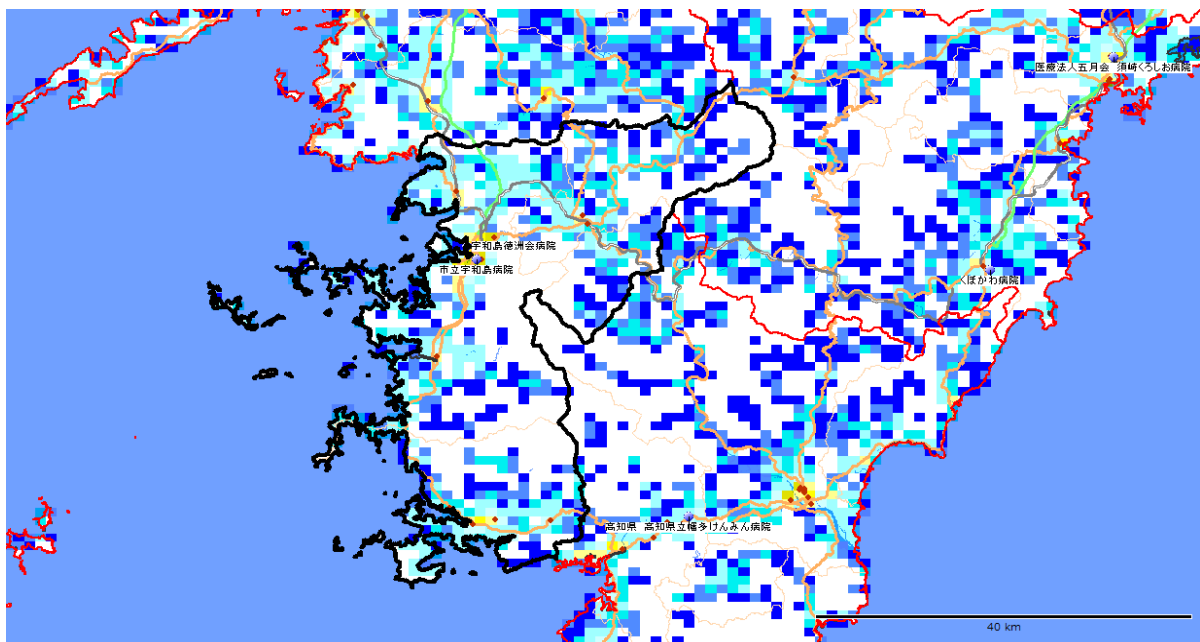 医療法人五月会 須崎くろしお病院
宇和島徳洲会病院
市立宇和島病院
くぼかわ病院
高知県 高知県立幡多けんみん病院
40 km